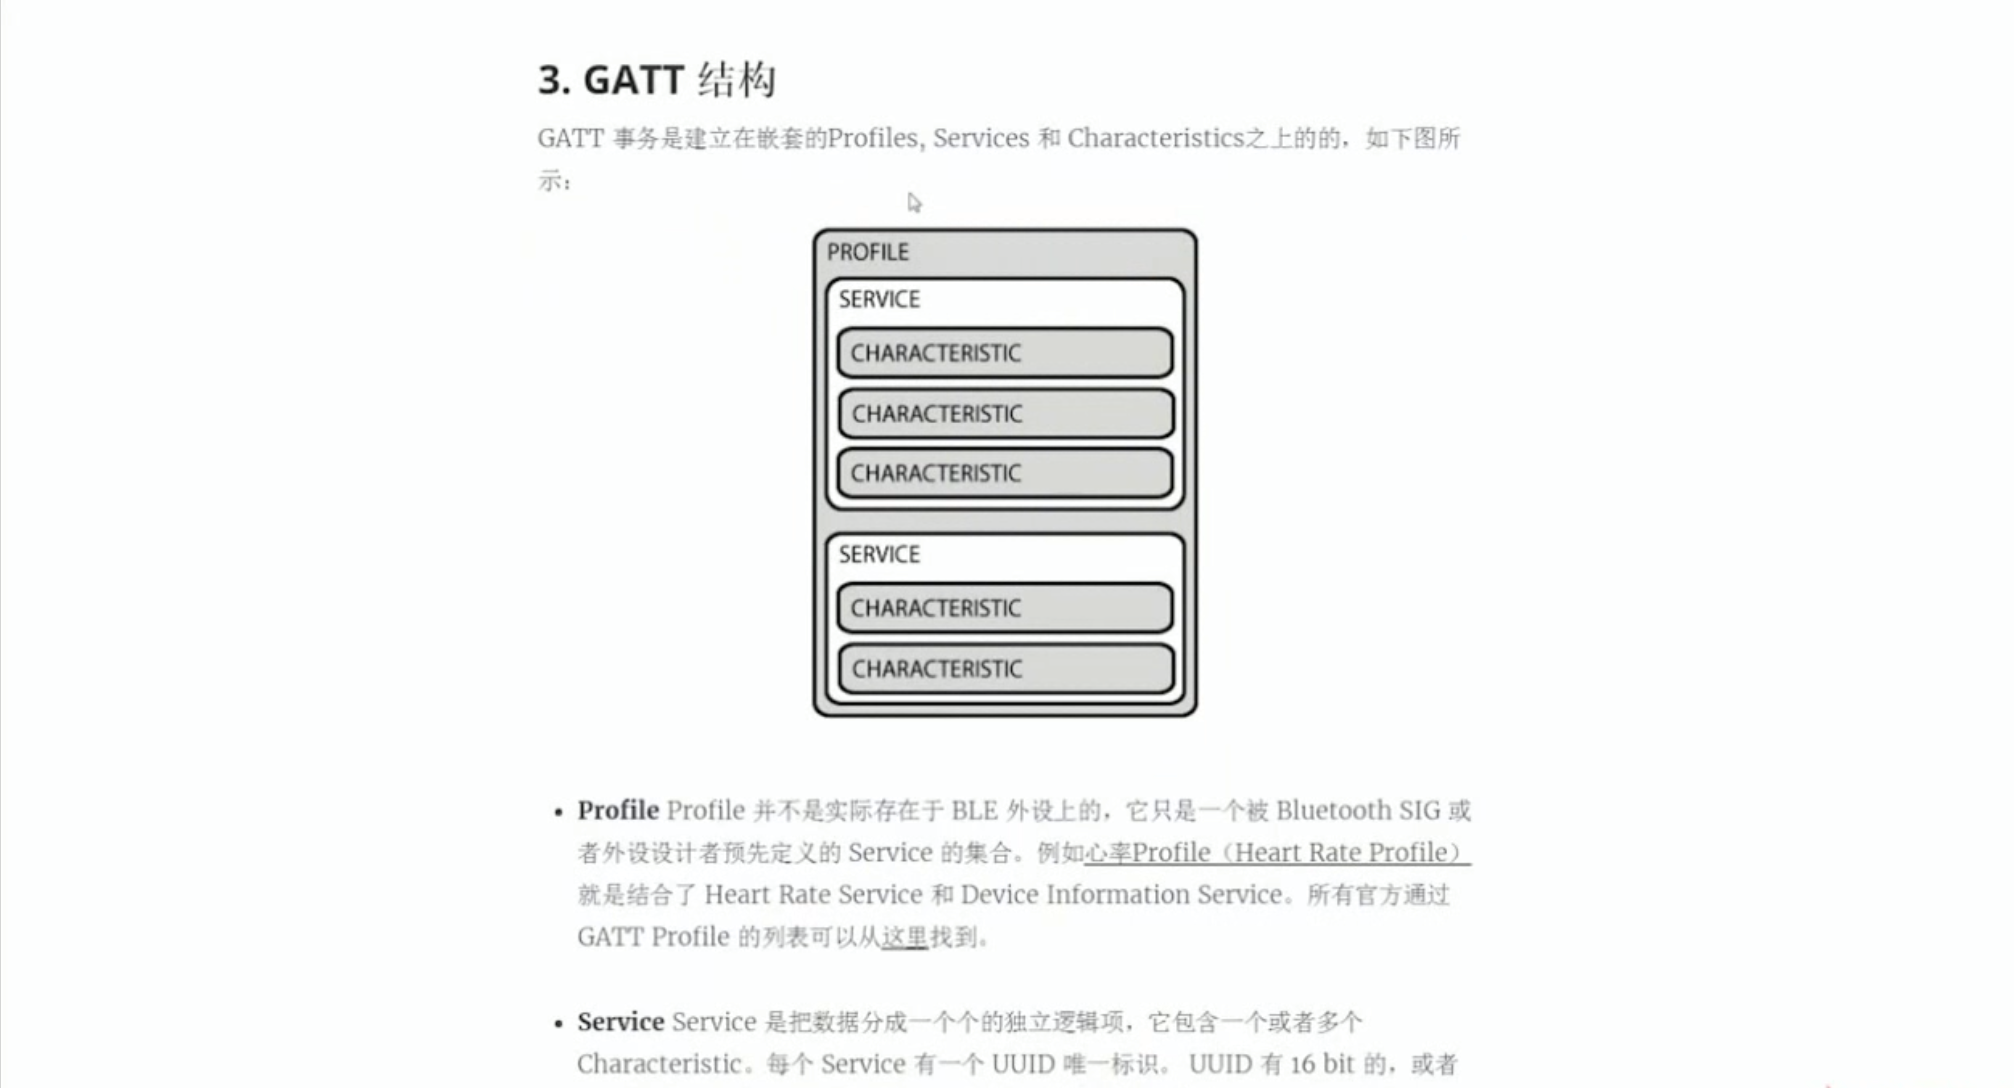 3. GATT 结构
GATT 事务是建立在嵌套的Profiles, Services 和 Characteristics之上的的，如下图所
示：
PROFILE
SERVICE
CHARACTERISTIC
CHARACTERISTIC
CHARACTERISTIC
SERVICE
CHARACTERISTIC
CHARACTERISTIC
• Profile Profile 并不是实际存在于 BLE 外设上的，它只是一个被 Bluetooth SIG 或
者外设设计者预先定义的 Service 的集合。例如心率Profile（Heart Rate Profile）
就是结合了 Heart Rate Service 和 Device Information Service。所有官方通过
GATT Profile 的列表可以从这里找到。
• Service Service 是把数据分成一个个的独立逻辑项，它包含一个或者多个
Characteristic。每个 Service 有一个 UUID 唯一标识。 UUID 有 16 bit 的，或者